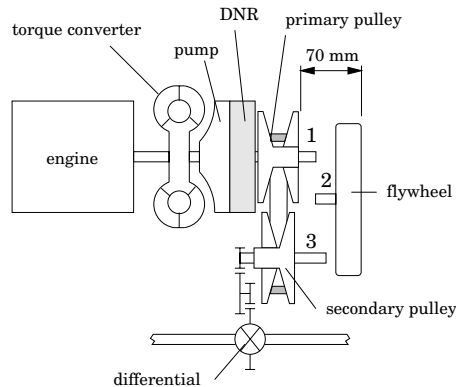 DNR
primary pulley
torque converter
pump
70 mm
engine
1
2
flywheel
3
secondary pulley
differential